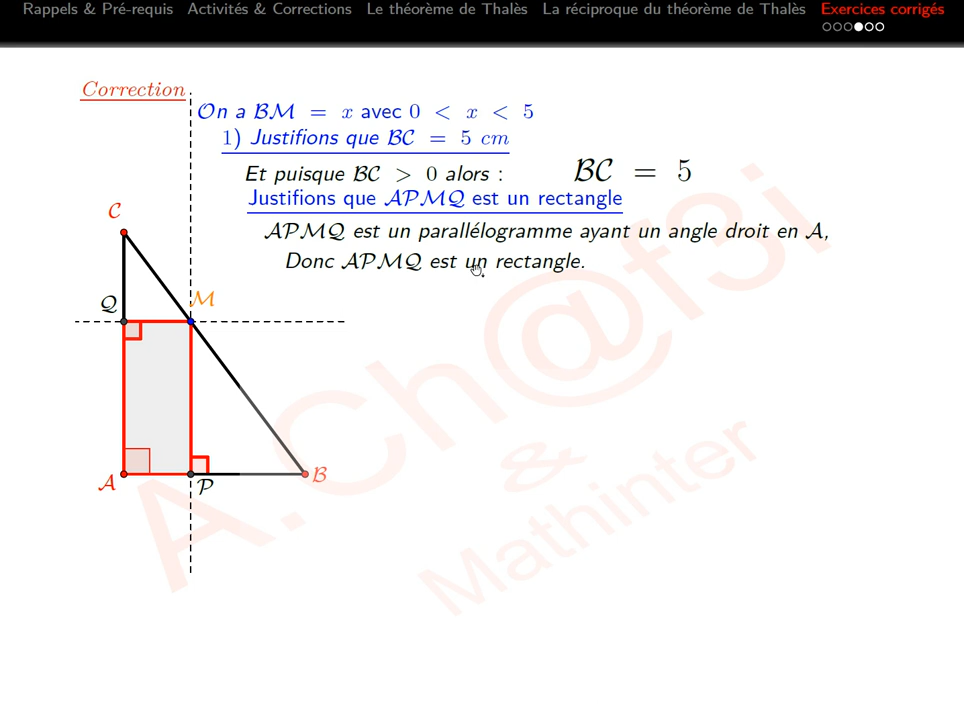 Rappels & Pré-requis Activités & Corrections Le théorème de Thalès La réciproque du théorème de Thalès Exercices corrigés
Correction
On a BM = x avec 0 < x < 5
1) Justifions que BC = 5 cm
Et puisque BC > 0 alors : BC = 5
Justifions que APMQ est un rectangle
APMQ est un parallélogramme ayant un angle droit en A,
Donc APMQ est un rectangle.
C
Q
M
A
P
B
A.Ch@f3i
&
Mathinter